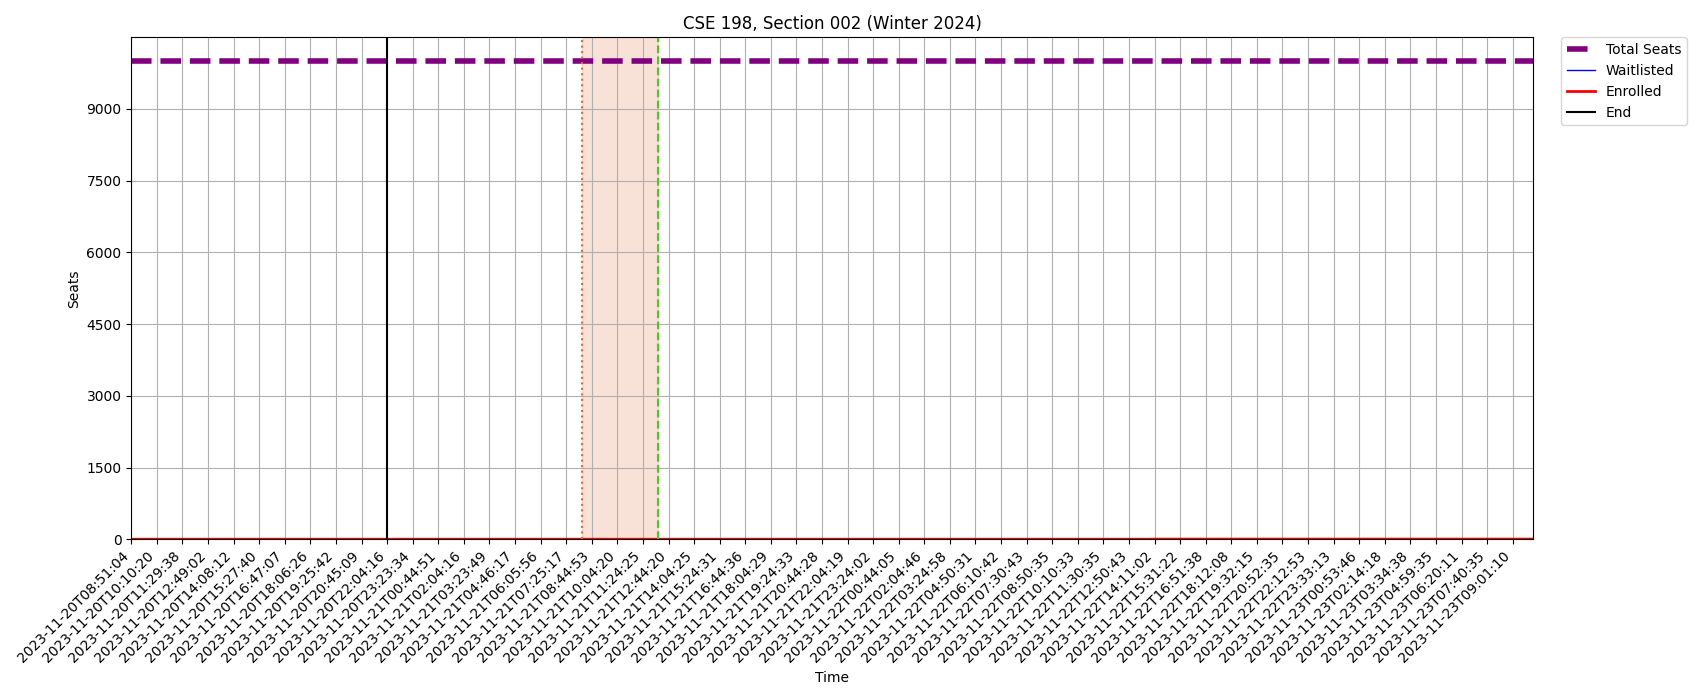 CSE 198, Section 002 (Winter 2024)
Total Seats
Waitlisted
Enrolled
End
Seats
9000
7500
6000
4500
3000
1500
0
2023-11-20T08:51:04
2023-11-20T10:10:20
2023-11-20T11:29:38
2023-11-20T12:49:02
2023-11-20T14:08:12
2023-11-20T15:27:40
2023-11-20T16:47:07
2023-11-20T18:06:26
2023-11-20T19:25:42
2023-11-20T20:45:09
2023-11-20T22:04:16
2023-11-20T23:23:34
2023-11-21T00:44:51
2023-11-21T02:04:16
2023-11-21T03:23:49
2023-11-21T04:46:17
2023-11-21T06:05:56
2023-11-21T07:25:17
2023-11-21T08:44:53
2023-11-21T10:04:20
2023-11-21T11:24:25
2023-11-21T12:44:20
2023-11-21T14:04:25
2023-11-21T15:24:31
2023-11-21T16:44:36
2023-11-21T18:04:29
2023-11-21T19:24:33
2023-11-21T20:44:28
2023-11-21T22:04:19
2023-11-21T23:24:02
2023-11-22T00:44:05
2023-11-22T02:04:46
2023-11-22T03:24:58
2023-11-22T04:50:31
2023-11-22T06:10:42
2023-11-22T07:30:43
2023-11-22T08:50:35
2023-11-22T10:10:33
2023-11-22T11:30:35
2023-11-22T12:50:43
2023-11-22T14:11:02
2023-11-22T15:31:22
2023-11-22T16:51:38
2023-11-22T18:12:08
2023-11-22T19:32:15
2023-11-22T20:52:35
2023-11-22T22:12:53
2023-11-22T23:33:13
2023-11-23T00:53:46
2023-11-23T02:14:18
2023-11-23T03:34:38
2023-11-23T04:59:35
2023-11-23T06:20:11
2023-11-23T07:40:35
2023-11-23T09:01:10
Time